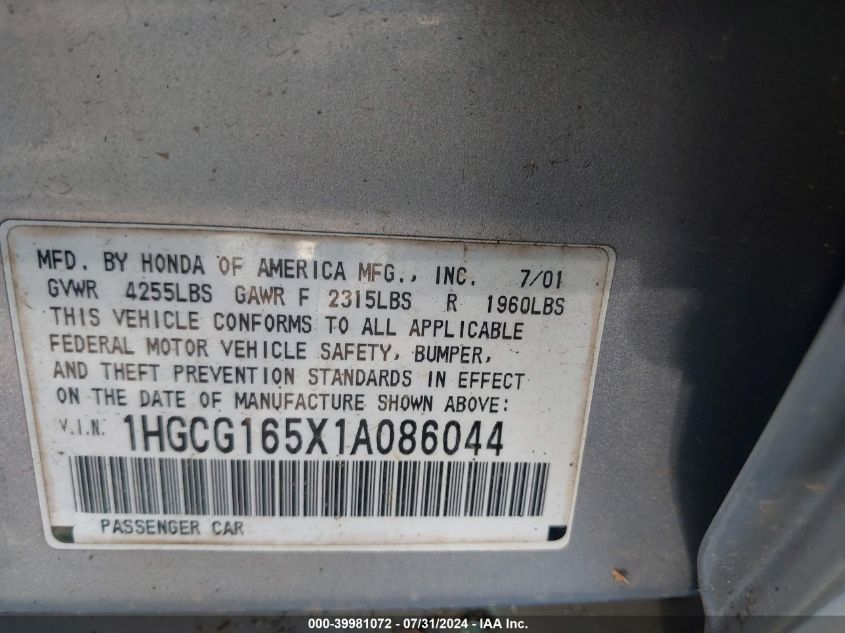 MFD. BY HONDA OF AMERICA MFG., INC. 7/01
GVWR 4255LBS GAWR F 2315LBS R 1960LBS
THIS VEHICLE CONFORMS TO ALL APPLICABLE
FEDERAL MOTOR VEHICLE SAFETY, BUMPER,
AND THEFT PREVENTION STANDARDS IN EFFECT
ON THE DATE OF MANUFACTURE SHOWN ABOVE:
V.I.N. 1HGCG165X1A086044
PASSENGER CAR
000-39981072 - 07/31/2024 - IAA Inc.